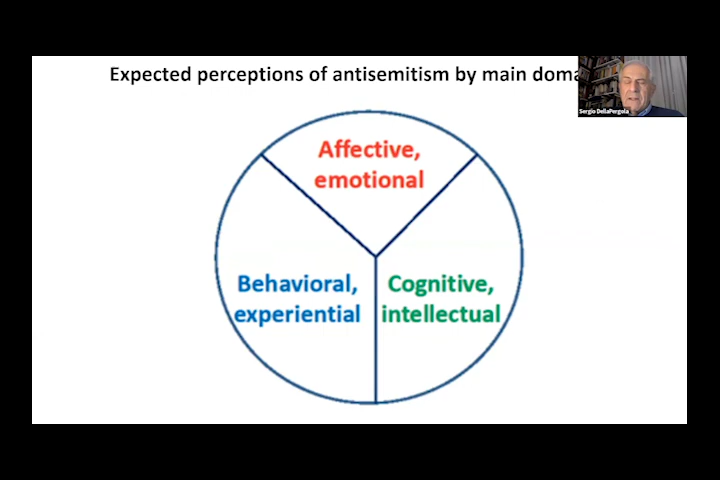 Expected perceptions of antisemitism by main
Sergio DellaPergola
Affective,
emotional
Behavioral,
experiential
Cognitive,
intellectual